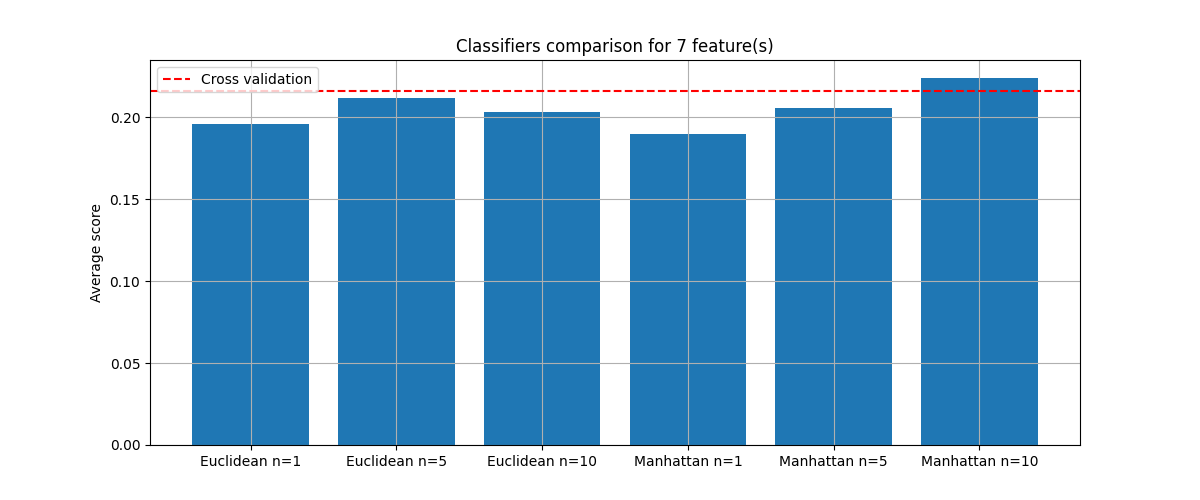 Classifiers comparison for 7 feature(s)
Cross validation
Average score
0.20
0.15
0.10
0.05
0.00
Euclidean n=1
Euclidean n=5
Euclidean n=10
Manhattan n=1
Manhattan n=5
Manhattan n=10